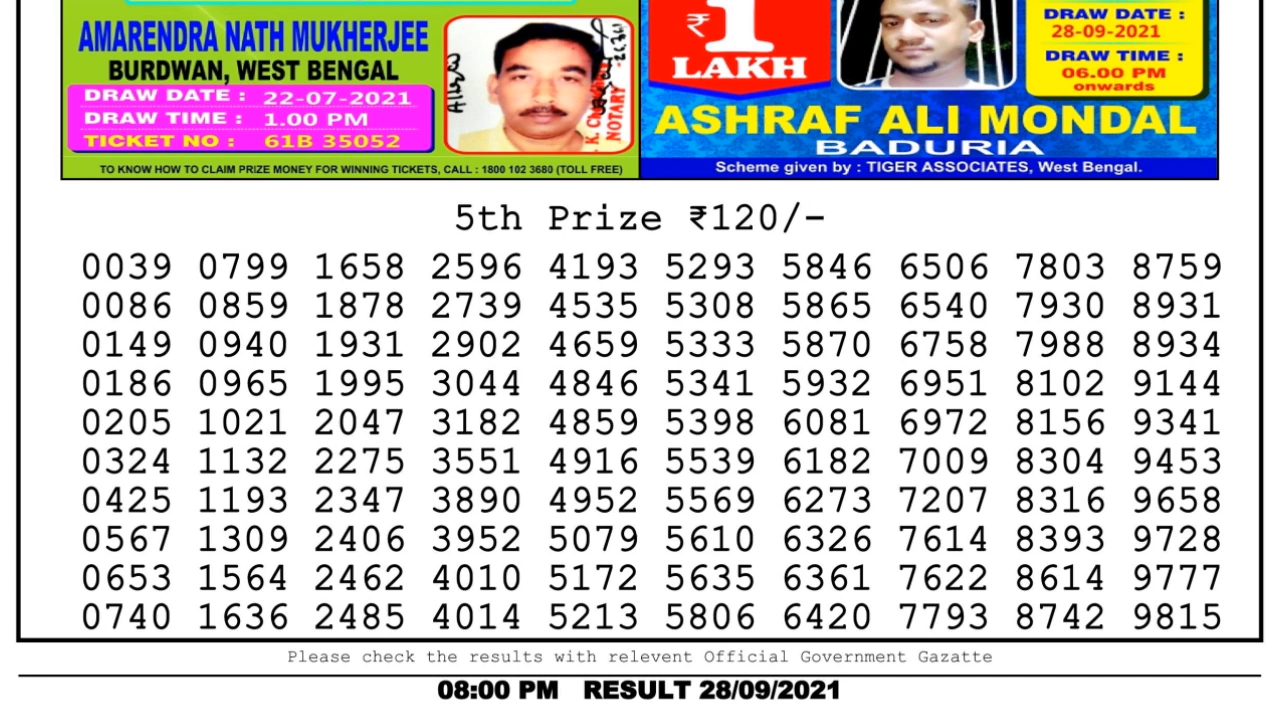 AMARENDRA NATH MUKHERJEE
BURDWAN, WEST BENGAL
DRAW DATE : 22-07-2021
DRAW TIME : 1.00 PM
TICKET NO : 61B 35052
NOTARY
TO KNOW HOW TO CLAIM PRIZE MONEY FOR WINNING TICKETS, CALL : 1800 102 3680 (TOLL FREE)
₹1
LAKH
DRAW DATE :
28-09-2021
DRAW TIME :
06.00 PM
onwards
ASHRAF ALI MONDAL
BADURIA
Scheme given by : TIGER ASSOCIATES, West Bengal.
5th Prize ₹120/-
0039 0799 1658 2596 4193 5293 5846 6506 7803 8759
0086 0859 1878 2739 4535 5308 5865 6540 7930 8931
0149 0940 1931 2902 4659 5333 5870 6758 7988 8934
0186 0965 1995 3044 4846 5341 5932 6951 8102 9144
0205 1021 2047 3182 4859 5398 6081 6972 8156 9341
0324 1132 2275 3551 4916 5539 6182 7009 8304 9453
0425 1193 2347 3890 4952 5569 6273 7207 8316 9658
0567 1309 2406 3952 5079 5610 6326 7614 8393 9728
0653 1564 2462 4010 5172 5635 6361 7622 8614 9777
0740 1636 2485 4014 5213 5806 6420 7793 8742 9815
Please check the results with relevent Official Government Gazatte
08:00 PM RESULT 28/09/2021